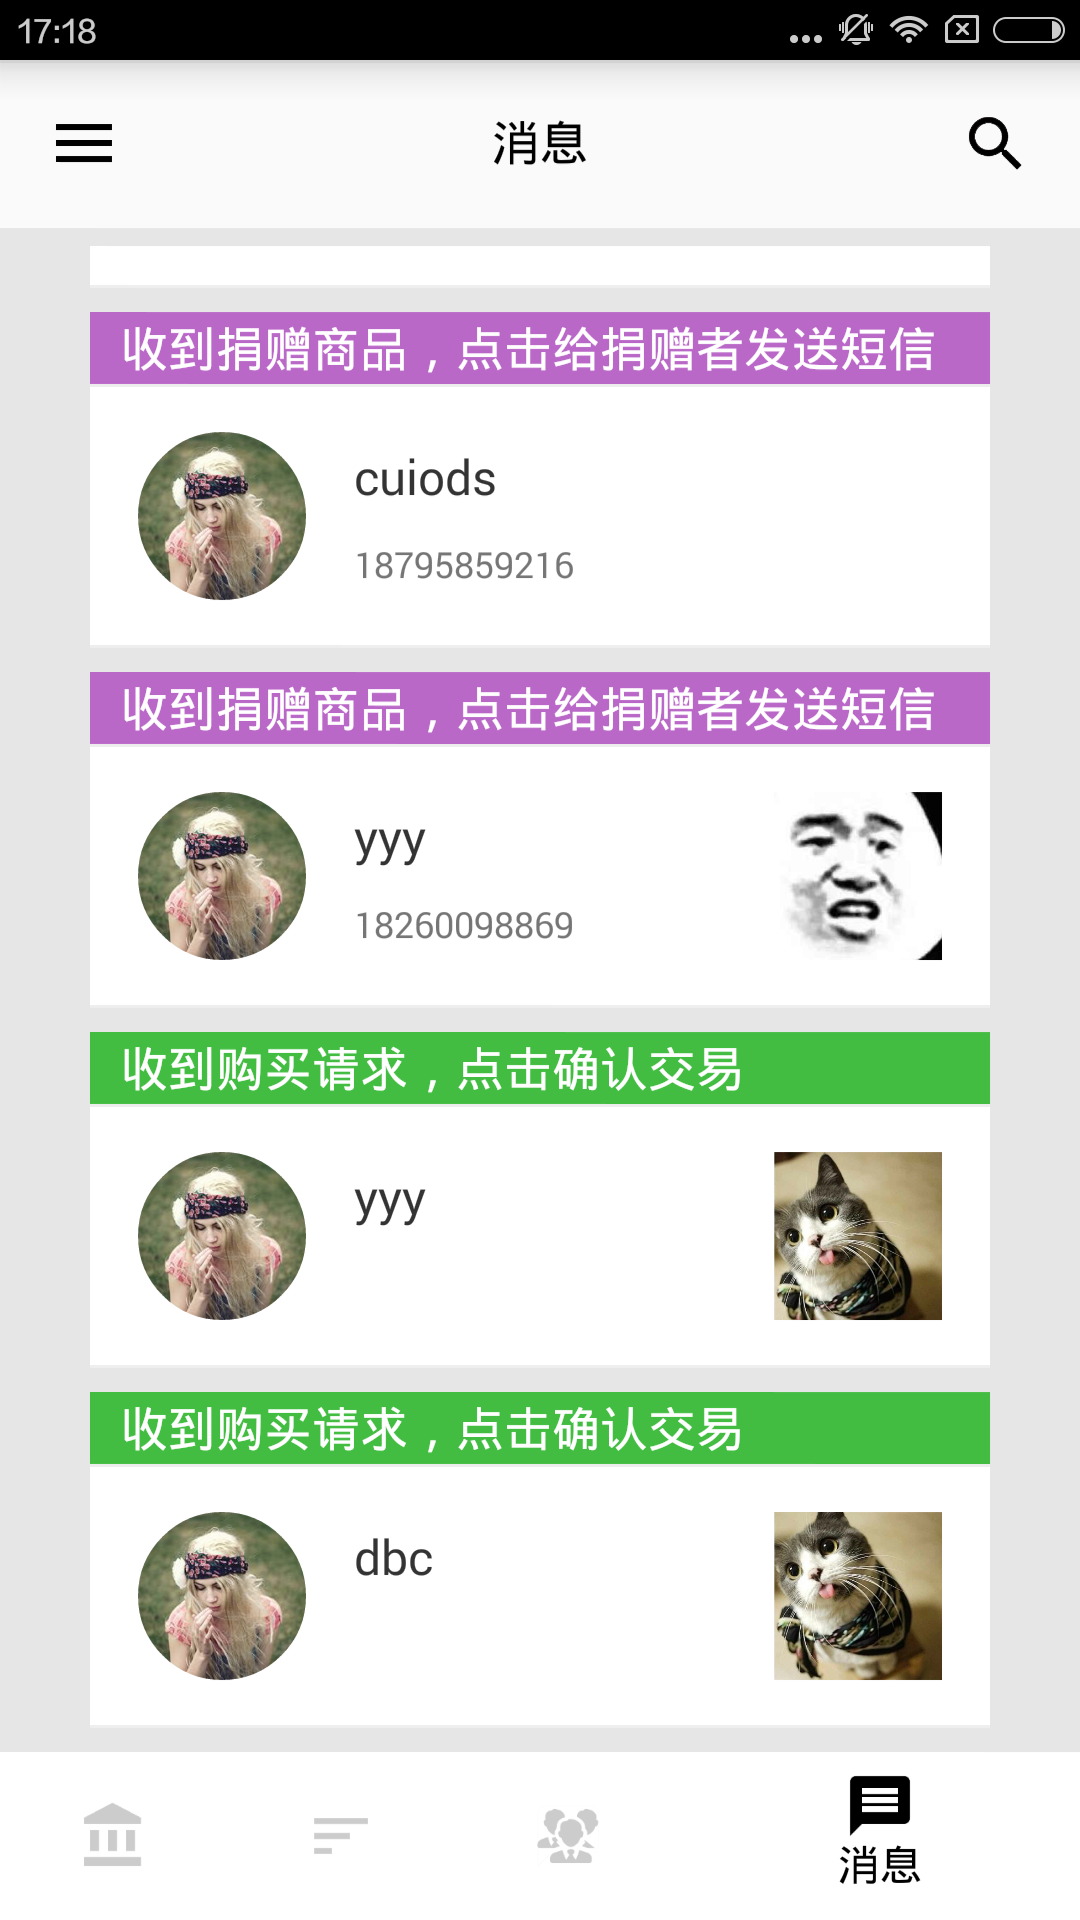 17:18
消息
收到捐赠商品，点击给捐赠者发送短信
cuiods
18795859216
收到捐赠商品，点击给捐赠者发送短信
yyy
18260098869
收到购买请求，点击确认交易
yyy
收到购买请求，点击确认交易
dbc
消息